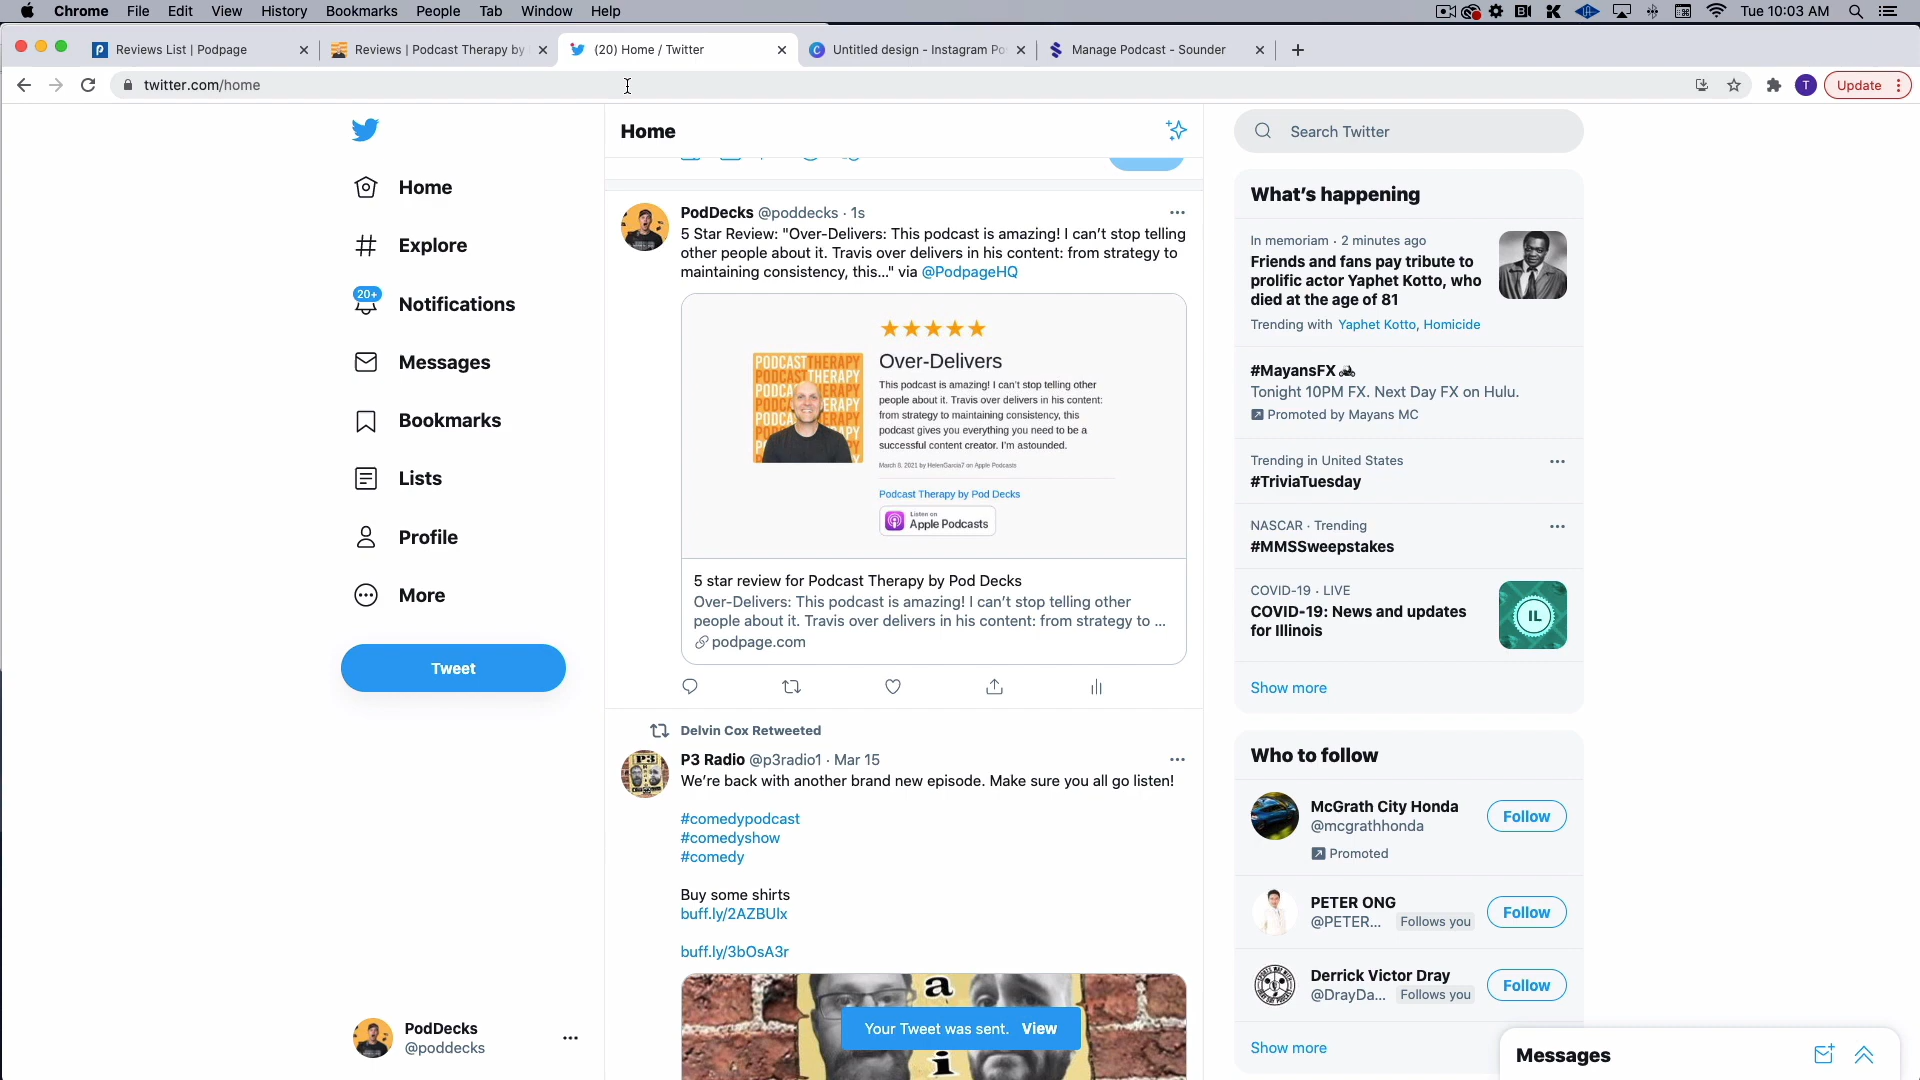 Chrome File Edit View History Bookmarks People Tab Window Help
Tue 10:03 AM
Reviews List | Podpage
Reviews | Podcast Therapy by
(20) Home / Twitter
Untitled design - Instagram Po
Manage Podcast - Sounder
twitter.com/home
T
Update
Home
Search Twitter
Home
Explore
20+
Notifications
Messages
Bookmarks
Lists
Profile
More
Tweet
PodDecks
@poddecks
PodDecks @poddecks · 1s
5 Star Review: "Over-Delivers: This podcast is amazing! I can't stop telling
other people about it. Travis over delivers in his content: from strategy to
maintaining consistency, this..." via @PodpageHQ
PODCAST THERAPY
Over-Delivers
This podcast is amazing! I can't stop telling other
people about it. Travis over delivers in his content:
from strategy to maintaining consistency, this
podcast gives you everything you need to be a
successful content creator. I'm astounded.
March 9, 2021 by HelenGarcia7 on Apple Podcasts
Podcast Therapy by Pod Decks
Listen on
Apple Podcasts
5 star review for Podcast Therapy by Pod Decks
Over-Delivers: This podcast is amazing! I can't stop telling other
people about it. Travis over delivers in his content: from strategy to ...
podpage.com
Delvin Cox Retweeted
P3 Radio @p3radio1 · Mar 15
We're back with another brand new episode. Make sure you all go listen!
#comedypodcast
#comedyshow
#comedy
Buy some shirts
buff.ly/2AZBUlx
buff.ly/3bOsA3r
Your Tweet was sent. View
What's happening
In memoriam · 2 minutes ago
Friends and fans pay tribute to
prolific actor Yaphet Kotto, who
died at the age of 81
Trending with Yaphet Kotto, Homicide
#MayansFX
Tonight 10PM FX. Next Day FX on Hulu.
Promoted by Mayans MC
Trending in United States
#TriviaTuesday
NASCAR · Trending
#MMSSweepstakes
COVID-19 · LIVE
COVID-19: News and updates
for Illinois
IL
Show more
Who to follow
McGrath City Honda
@mcgrathhonda
Follow
Promoted
PETER ONG
@PETER... Follows you
Follow
Derrick Victor Dray
@DrayDa... Follows you
Follow
Show more
Messages